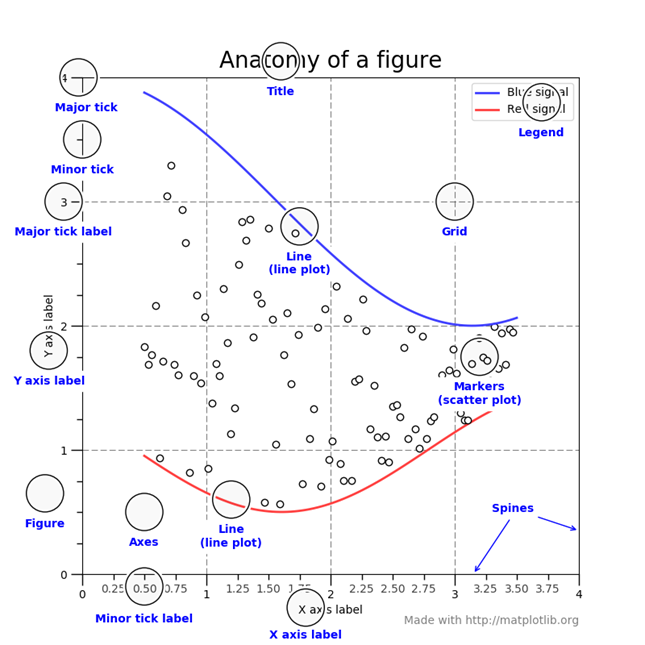 Anatomy of a figure
4
Blue signal
Red signal
Major tick
Title
Legend
Minor tick
3
Major tick label
Grid
Line
(line plot)
Y axis label
2
Y axis label
Markers
(scatter plot)
1
Spines
Figure
Axes
Line
(line plot)
0
0 0.25 0.50 0.75 1 1.25 1.50 2 2.25 2.50 2.75 3 3.25 3.50 3.75 4
X axis label
Minor tick label
Made with http://matplotlib.org
X axis label